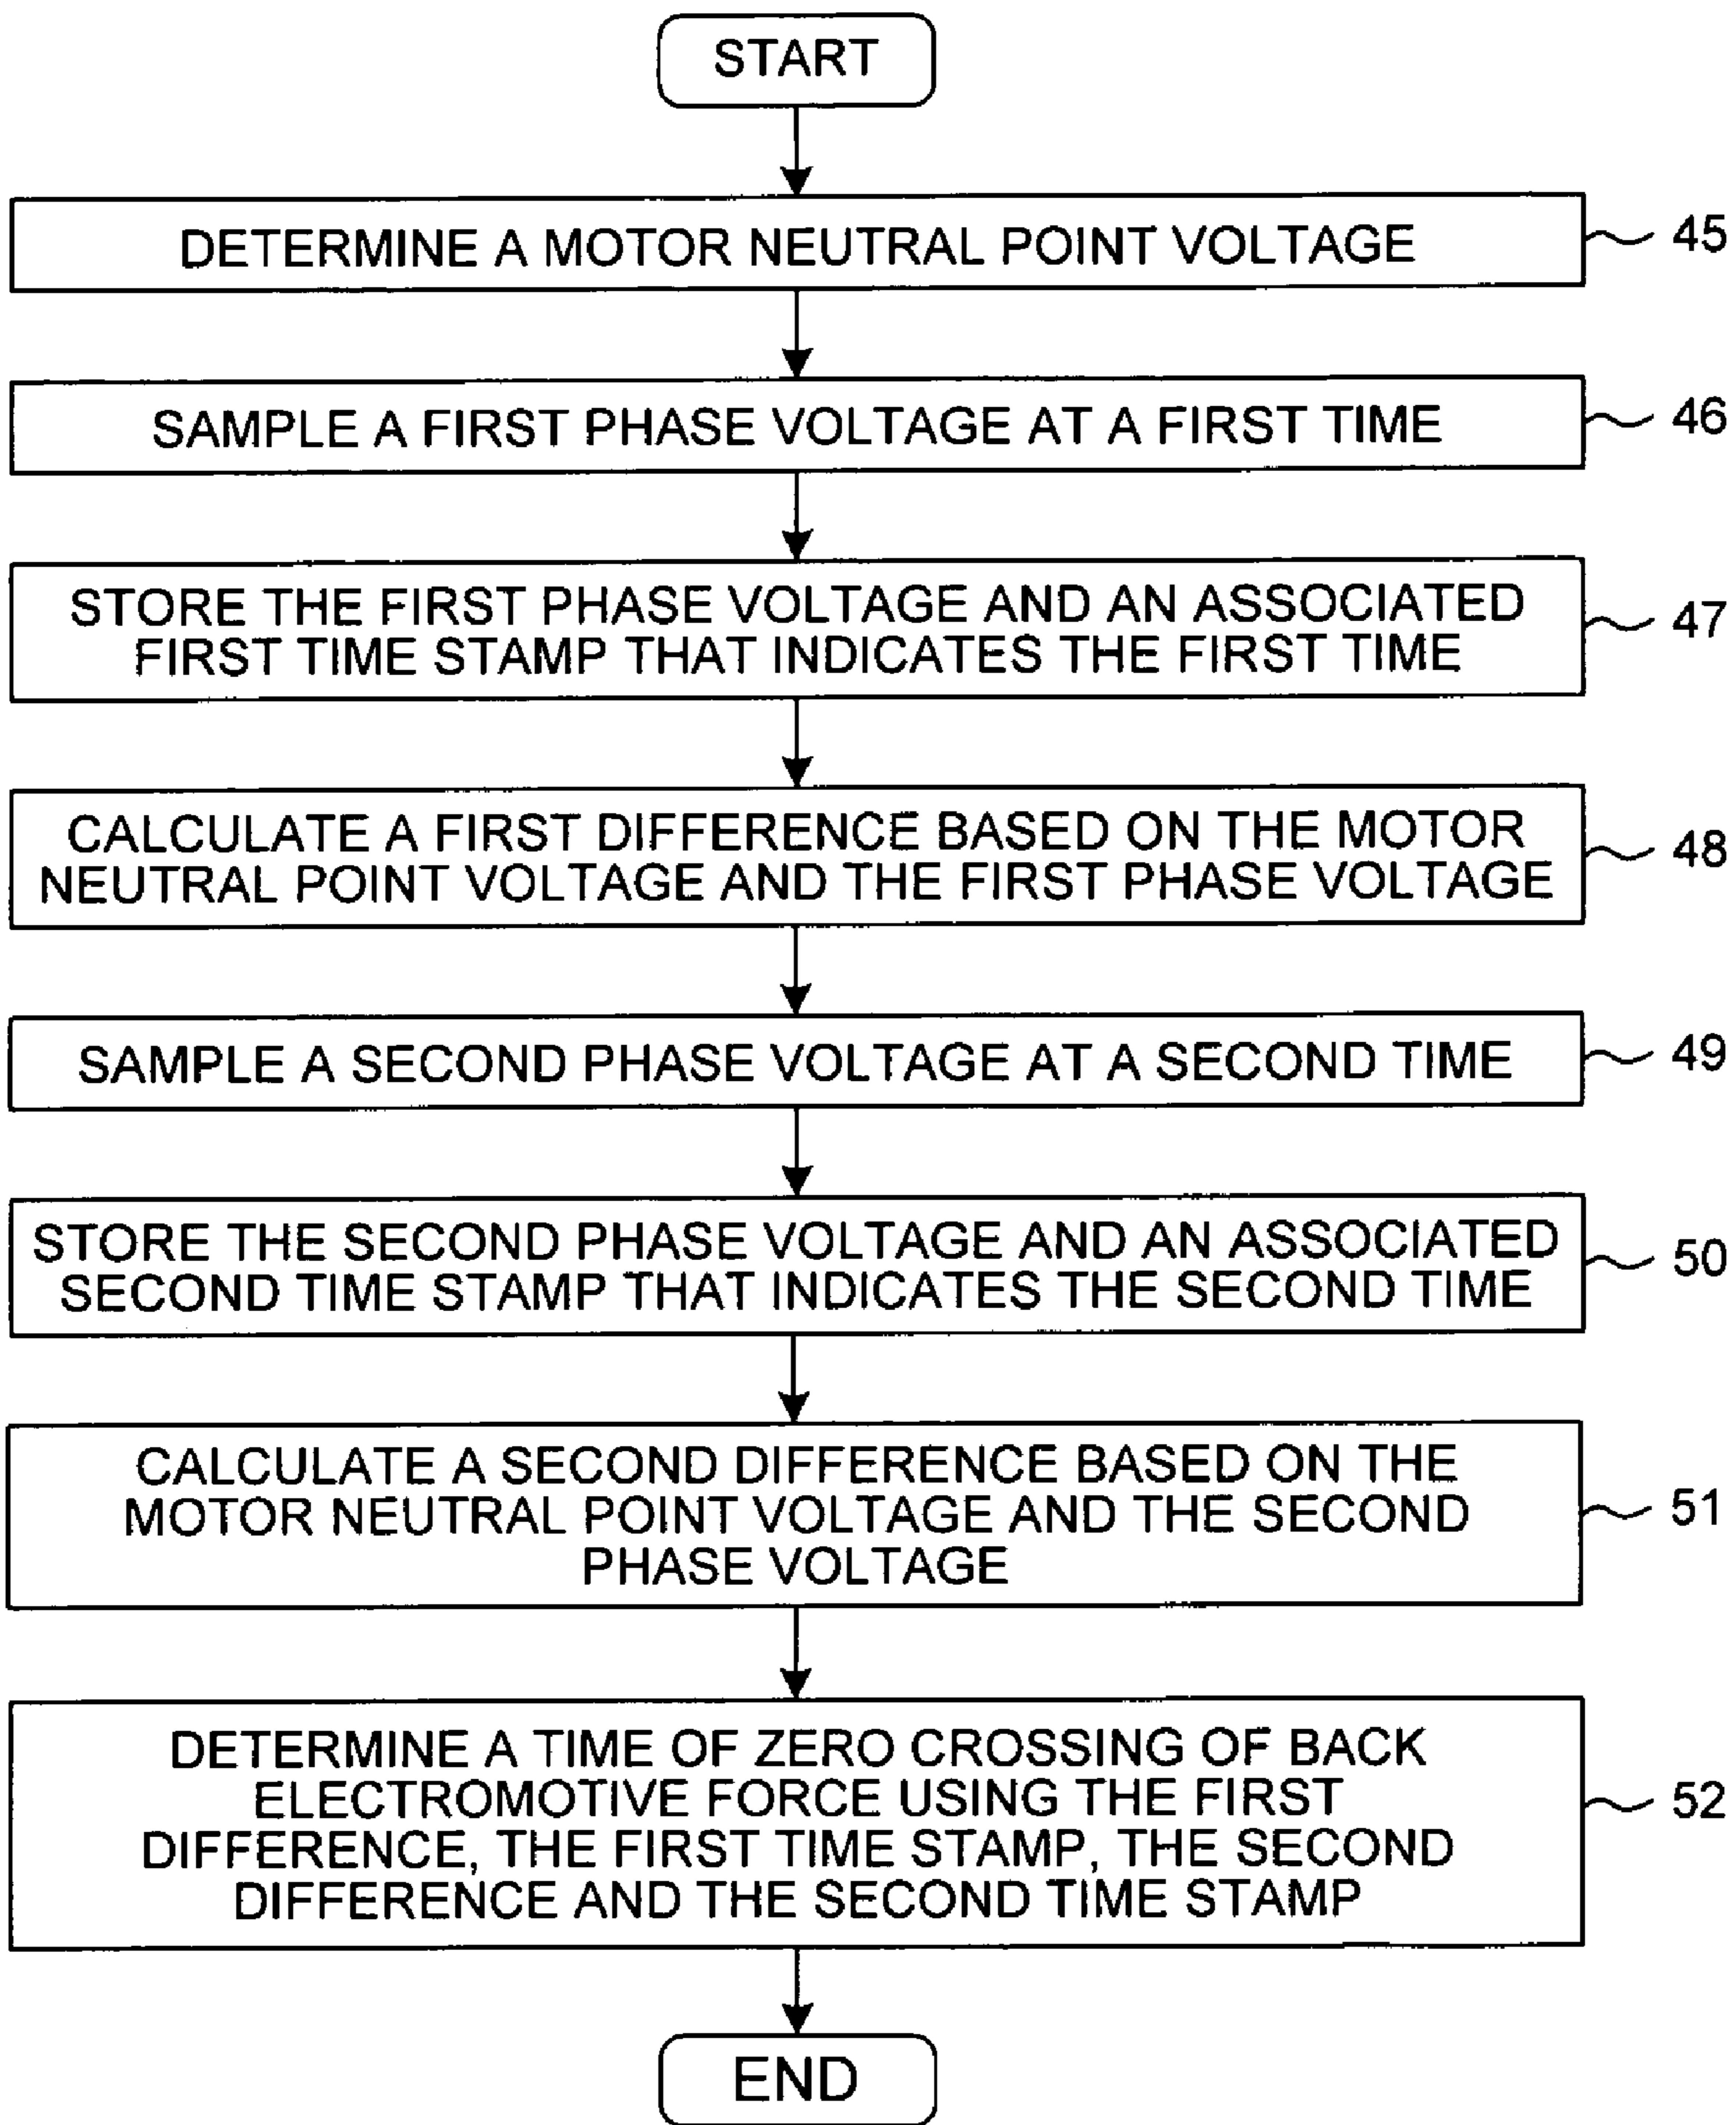 START
DETERMINE A MOTOR NEUTRAL POINT VOLTAGE
45
SAMPLE A FIRST PHASE VOLTAGE AT A FIRST TIME
46
STORE THE FIRST PHASE VOLTAGE AND AN ASSOCIATED
FIRST TIME STAMP THAT INDICATES THE FIRST TIME
47
CALCULATE A FIRST DIFFERENCE BASED ON THE MOTOR
NEUTRAL POINT VOLTAGE AND THE FIRST PHASE VOLTAGE
48
SAMPLE A SECOND PHASE VOLTAGE AT A SECOND TIME
49
STORE THE SECOND PHASE VOLTAGE AND AN ASSOCIATED
SECOND TIME STAMP THAT INDICATES THE SECOND TIME
50
CALCULATE A SECOND DIFFERENCE BASED ON THE
MOTOR NEUTRAL POINT VOLTAGE AND THE SECOND
PHASE VOLTAGE
51
DETERMINE A TIME OF ZERO CROSSING OF BACK
ELECTROMOTIVE FORCE USING THE FIRST
DIFFERENCE, THE FIRST TIME STAMP, THE SECOND
DIFFERENCE AND THE SECOND TIME STAMP
52
END